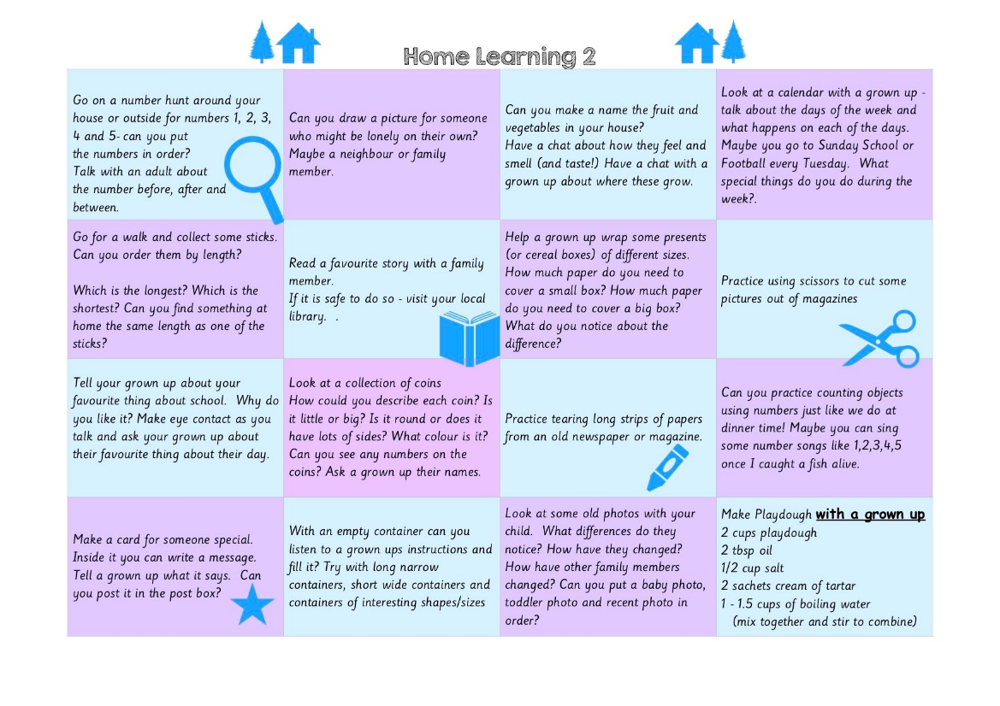 Home Learning 2
Go on a number hunt around your
house or outside for numbers 1, 2, 3,
4 and 5- can you put
the numbers in order?
Talk with an adult about
the number before, after and
between.
Can you draw a picture for someone
who might be lonely on their own?
Maybe a neighbour or family
member.
Can you make a name the fruit and
vegetables in your house?
Have a chat about how they feel and
smell (and taste!) Have a chat with a
grown up about where these grow.
Look at a calendar with a grown up -
talk about the days of the week and
what happens on each of the days.
Maybe you go to Sunday School or
Football every Tuesday. What
special things do you do during the
week?.
Go for a walk and collect some sticks.
Can you order them by length?
Which is the longest? Which is the
shortest? Can you find something at
home the same length as one of the
sticks?
Read a favourite story with a family
member.
If it is safe to do so - visit your local
library. .
Help a grown up wrap some presents
(or cereal boxes) of different sizes.
How much paper do you need to
cover a small box? How much paper
do you need to cover a big box?
What do you notice about the
difference?
Practice using scissors to cut some
pictures out of magazines
Tell your grown up about your
favourite thing about school. Why do
you like it? Make eye contact as you
talk and ask your grown up about
their favourite thing about their day.
Look at a collection of coins
How could you describe each coin? Is
it little or big? Is it round or does it
have lots of sides? What colour is it?
Can you see any numbers on the
coins? Ask a grown up their names.
Practice tearing long strips of papers
from an old newspaper or magazine.
Can you practice counting objects
using numbers just like we do at
dinner time! Maybe you can sing
some number songs like 1,2,3,4,5
once I caught a fish alive.
Make a card for someone special.
Inside it you can write a message.
Tell a grown up what it says. Can
you post it in the post box?
With an empty container can you
listen to a grown ups instructions and
fill it? Try with long narrow
containers, short wide containers and
containers of interesting shapes/sizes
Look at some old photos with your
child. What differences do they
notice? How have they changed?
How have other family members
changed? Can you put a baby photo,
toddler photo and recent photo in
order?
Make Playdough with a grown up
2 cups playdough
2 tbsp oil
1/2 cup salt
2 sachets cream of tartar
1 - 1.5 cups of boiling water
(mix together and stir to combine)